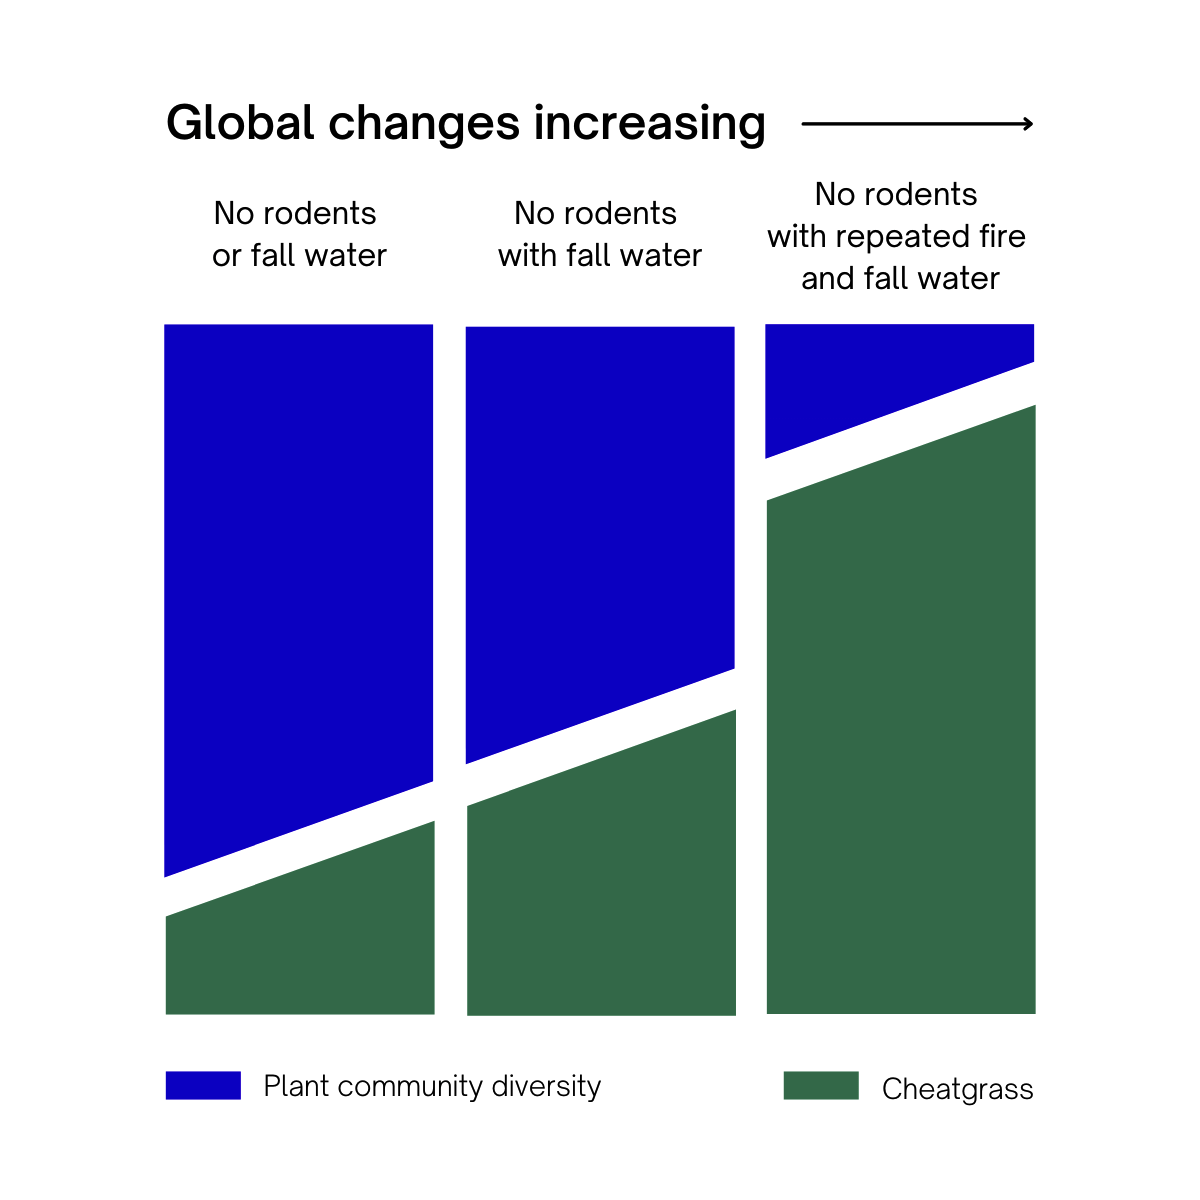 Global changes increasing
No rodents
or fall water
No rodents
with fall water
No rodents
with repeated fire
and fall water
Plant community diversity
Cheatgrass